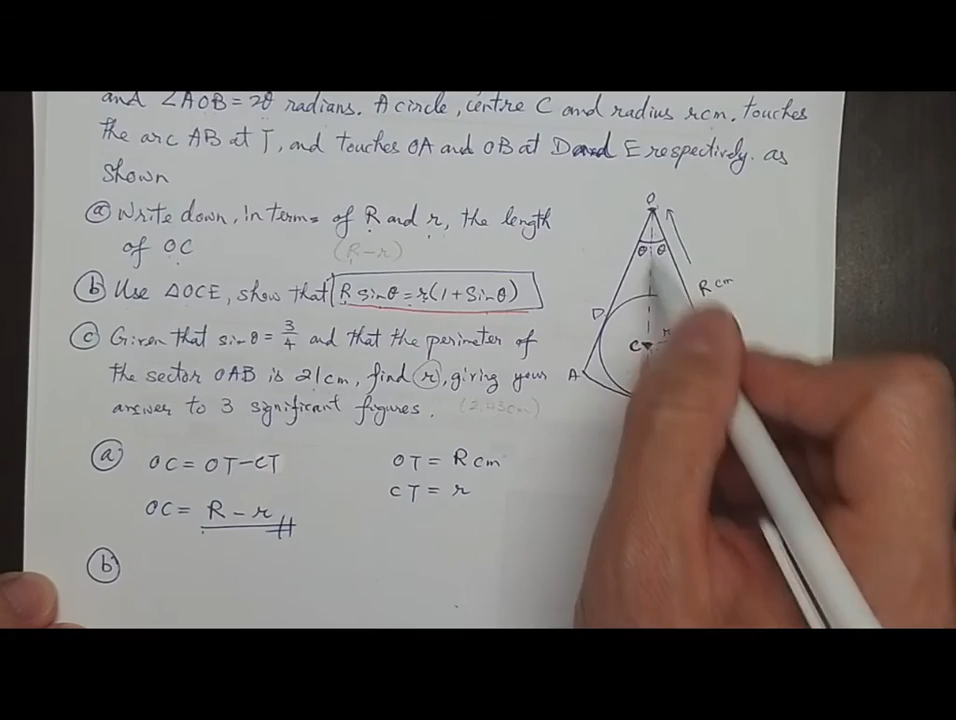 and ∠AOB = 2θ radians. A circle, centre C and radius r cm, touches
the arc AB at T, and touches OA and OB at D and E respectively. as
shown
(a) Write down, in terms of R and r, the length
of OC (R-r)
(b) Use △OCE, show that R sinθ = r(1 + sinθ)
(c) Given that sinθ = 3/4 and that the perimeter of
the sector OAB is 21cm, find r, giving your
answer to 3 significant figures. (2.43cm)
O
θ θ
R cm
D
r
C
A
(a) OC = OT - CT OT = R cm
OC = R - r CT = r
(b)